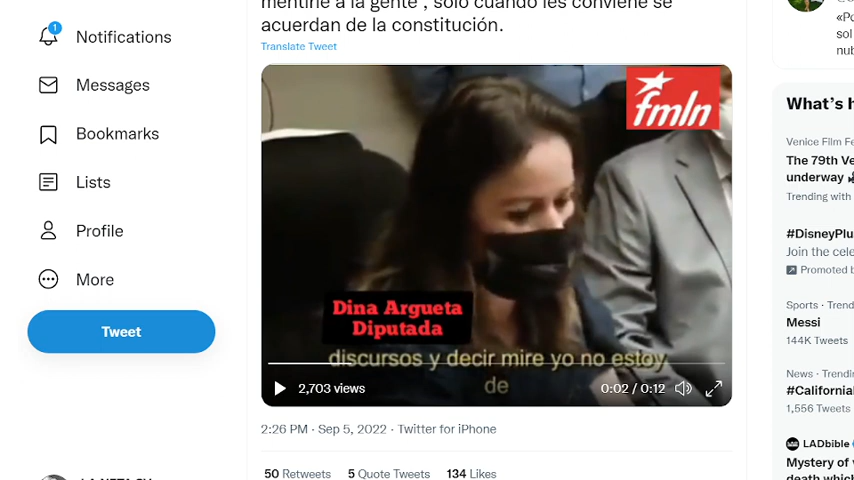 mentirle a la gente , solo cuando les conviene se
acuerdan de la constitución.
Translate Tweet
1
Notifications
Messages
Bookmarks
Lists
Profile
More
Tweet
fmln
Dina Argueta
Diputada
discursos y decir mire yo no estoy
de
2,703 views
0:02 / 0:12
2:26 PM · Sep 5, 2022 · Twitter for iPhone
50 Retweets 5 Quote Tweets 134 Likes
What's h
Venice Film Fe
The 79th Ve
underway
Trending with
#DisneyPlu
Join the cele
Promoted b
Sports · Trend
Messi
144K Tweets
News · Trendin
#California
1,556 Tweets
LADbible
Mystery of
death which